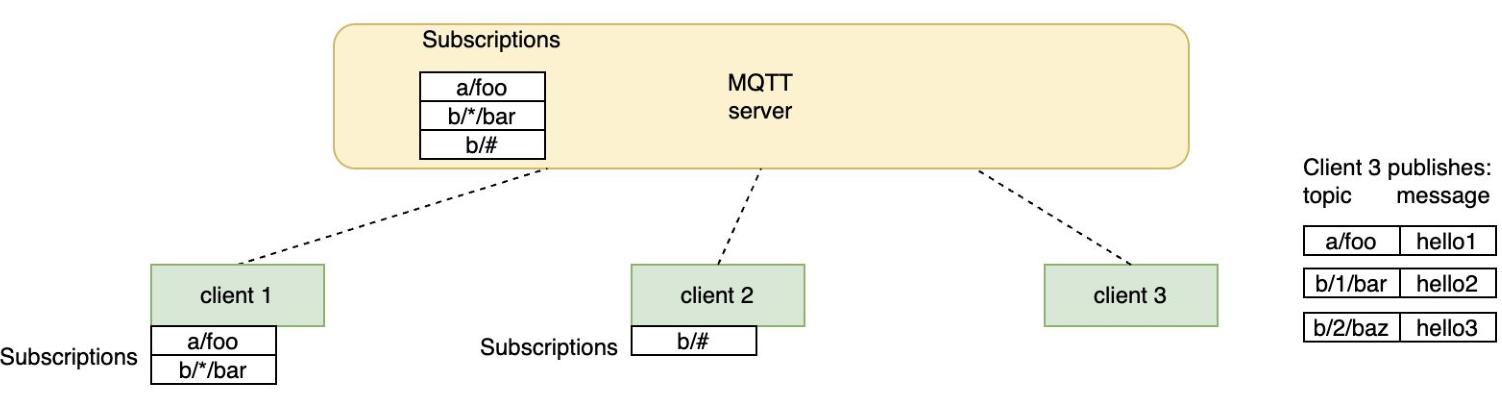 Subscriptions
a/foo
b/*/bar
b/#
MQTT
server
client 1
Subscriptions
a/foo
b/*/bar
client 2
Subscriptions
b/#
client 3
Client 3 publishes:
topic message
a/foo hello1
b/1/bar hello2
b/2/baz hello3